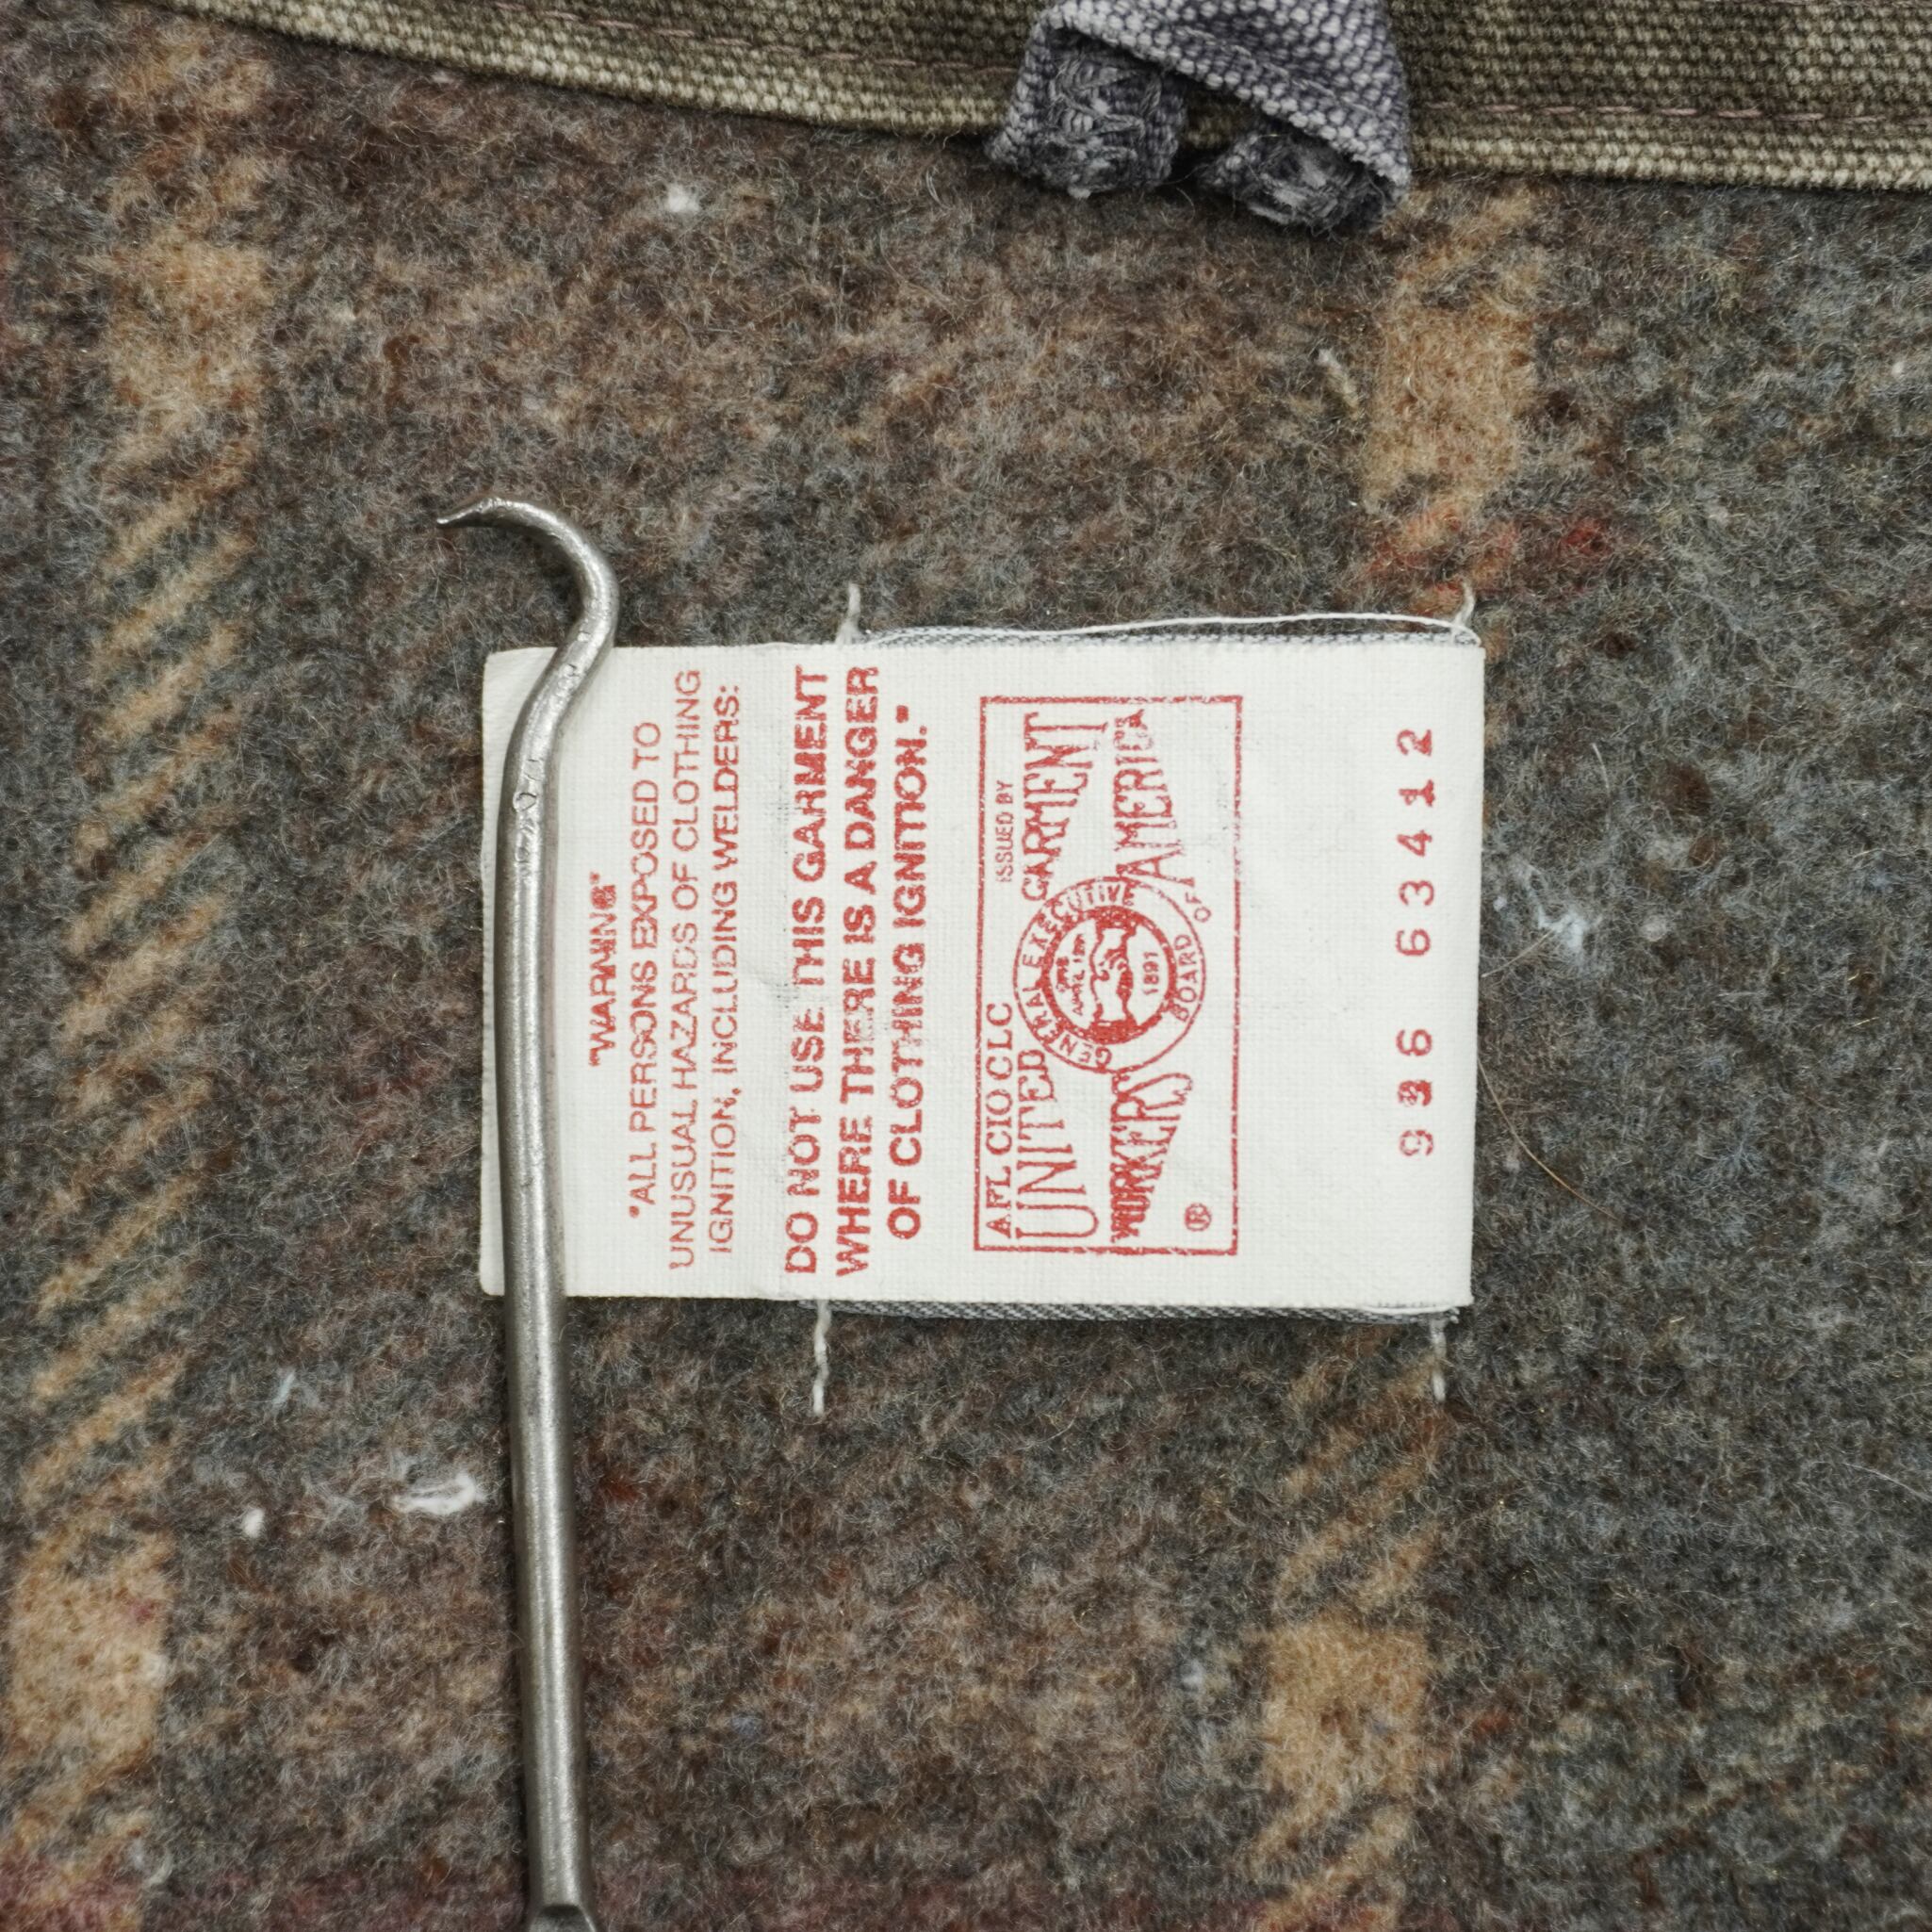 "WARNING"
"ALL PERSONS EXPOSED TO
UNUSUAL HAZARDS OF CLOTHING
IGNITION, INCLUDING WELDERS:
DO NOT USE THIS GARMENT
WHERE THERE IS A DANGER
OF CLOTHING IGNITION."
AFL CIO CLC ISSUED BY
UNITED GARMENT
WORKERS OF AMERICA
GENERAL EXECUTIVE BOARD
1891
®
63412